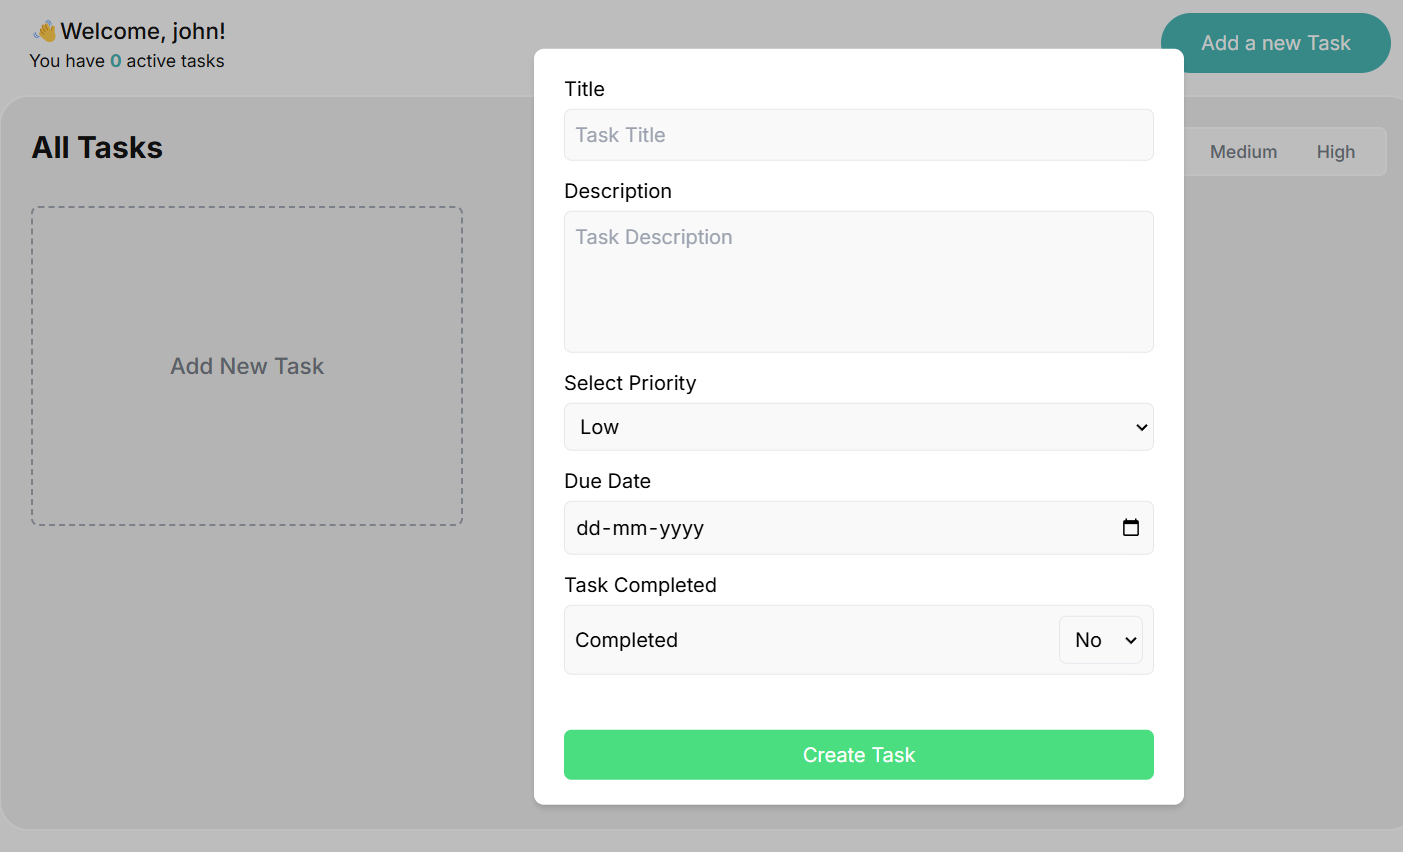 👋Welcome, john!
You have 0 active tasks
Add a new Task
All Tasks
Medium
High
Add New Task
Title
Task Title
Description
Task Description
Select Priority
Low
Due Date
dd-mm-yyyy
Task Completed
Completed
No
Create Task